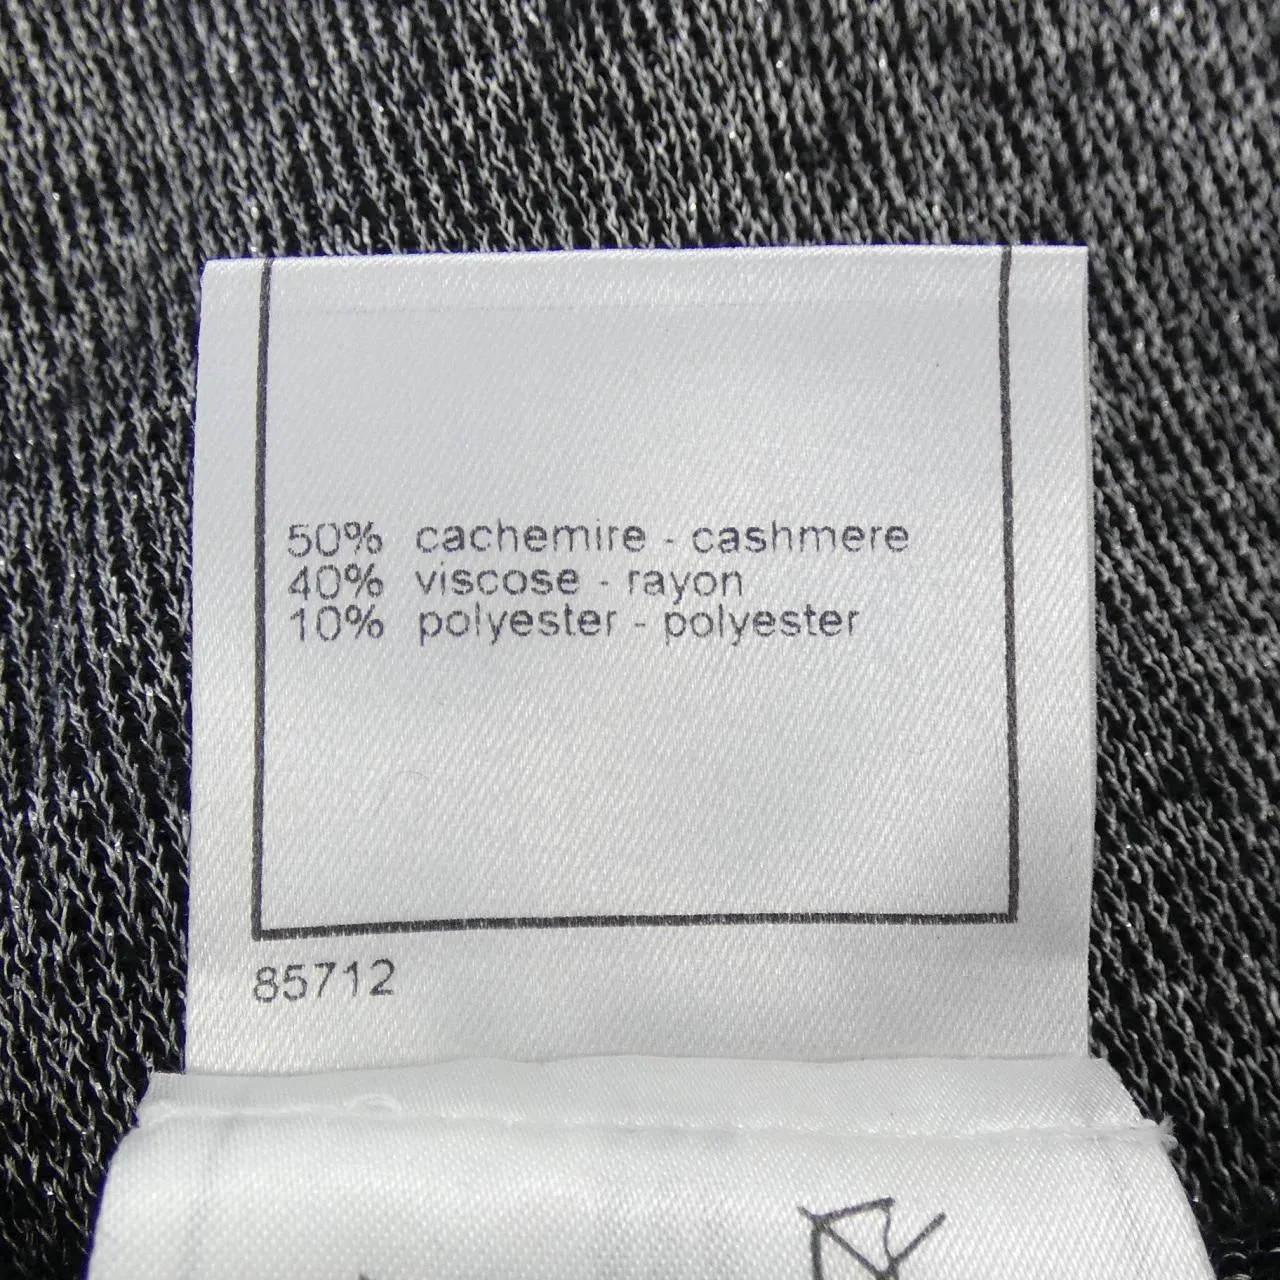 50% cachemire - cashmere
40% viscose - rayon
10% polyester - polyester
85712